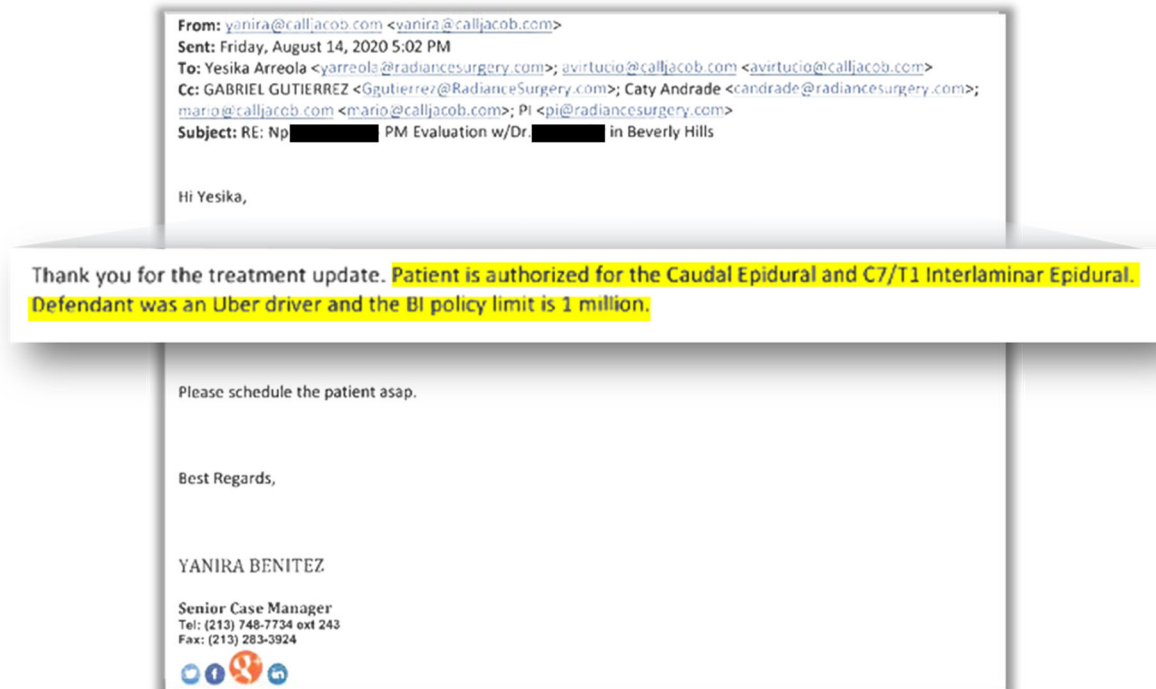 From: yanira@calljacob.com <yanira@calljacob.com>
Sent: Friday, August 14, 2020 5:02 PM
To: Yesika Arreola <yarreola@radiancesurgery.com>; avirtucio@calljacob.com <avirtucio@calljacob.com>
Cc: GABRIEL GUTIERREZ <Ggutierrez@RadianceSurgery.com>; Caty Andrade <candrade@radiancesurgery.com>;
mario@calljacob.com <mario@calljacob.com>; PI <pi@radiancesurgery.com>
Subject: RE: Np PM Evaluation w/Dr. in Beverly Hills
Hi Yesika,
Thank you for the treatment update. Patient is authorized for the Caudal Epidural and C7/T1 Interlaminar Epidural.
Defendant was an Uber driver and the BI policy limit is 1 million.
Please schedule the patient asap.
Best Regards,
YANIRA BENITEZ
Senior Case Manager
Tel: (213) 748-7734 ext 243
Fax: (213) 283-3924